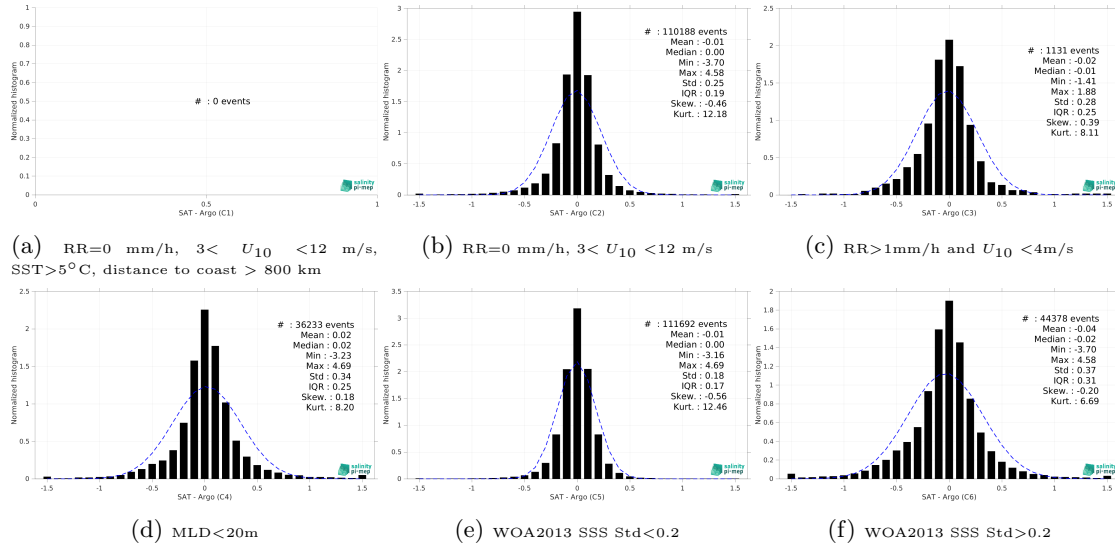 1
0.9
0.8
0.7
0.6
0.5
0.4
0.3
0.2
0.1
0
Normalized histogram
# : 0 events
salinity
pi-mep
0 0.5 1
SAT - Argo (C1)
(a) RR=0 mm/h, 3< U10 <12 m/s,
SST>5°C, distance to coast > 800 km
3
2.5
2
1.5
1
0.5
0
Normalized histogram
# : 110188 events
Mean : -0.01
Median : 0.00
Min : -3.70
Max : 4.58
Std : 0.25
IQR : 0.19
Skew. : -0.46
Kurt. : 12.18
salinity
pi-mep
-1.5 -1 -0.5 0 0.5 1 1.5
SAT - Argo (C2)
(b) RR=0 mm/h, 3< U10 <12 m/s
2.5
2
1.5
1
0.5
0
Normalized histogram
# : 1131 events
Mean : -0.02
Median : -0.01
Min : -1.41
Max : 1.88
Std : 0.28
IQR : 0.25
Skew. : 0.39
Kurt. : 8.11
salinity
pi-mep
-1.5 -1 -0.5 0 0.5 1 1.5
SAT - Argo (C3)
(c) RR>1mm/h and U10 <4m/s
2.5
2
1.5
1
0.5
0
Normalized histogram
# : 36233 events
Mean : 0.02
Median : 0.02
Min : -3.23
Max : 4.69
Std : 0.34
IQR : 0.25
Skew. : 0.18
Kurt. : 8.20
salinity
pi-mep
-1.5 -1 -0.5 0 0.5 1 1.5
SAT - Argo (C4)
(d) MLD<20m
3.5
3
2.5
2
1.5
1
0.5
0
Normalized histogram
# : 111692 events
Mean : -0.01
Median : 0.00
Min : -3.16
Max : 4.69
Std : 0.18
IQR : 0.17
Skew. : -0.56
Kurt. : 12.46
salinity
pi-mep
-1.5 -1 -0.5 0 0.5 1 1.5
SAT - Argo (C5)
(e) WOA2013 SSS Std<0.2
2
1.8
1.6
1.4
1.2
1
0.8
0.6
0.4
0.2
0
Normalized histogram
# : 44378 events
Mean : -0.04
Median : -0.02
Min : -3.70
Max : 4.58
Std : 0.37
IQR : 0.31
Skew. : -0.20
Kurt. : 6.69
salinity
pi-mep
-1.5 -1 -0.5 0 0.5 1 1.5
SAT - Argo (C6)
(f) WOA2013 SSS Std>0.2